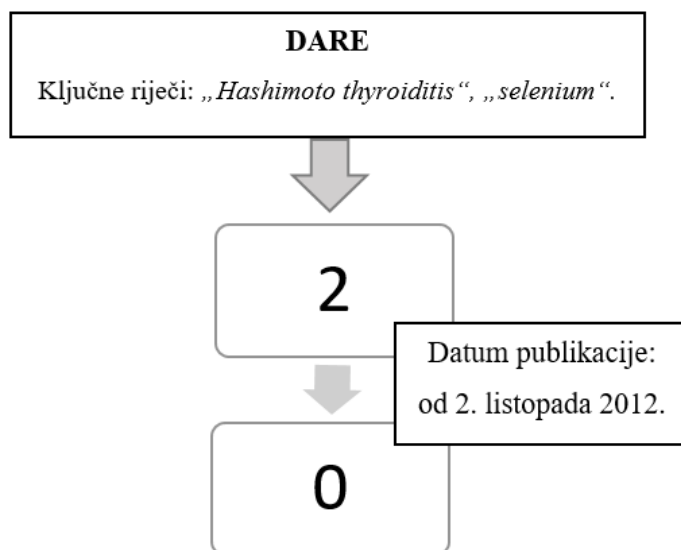 DARE
Ključne riječi: „Hashimoto thyroiditis“, „selenium“.
2
Datum publikacije:
od 2. listopada 2012.
0